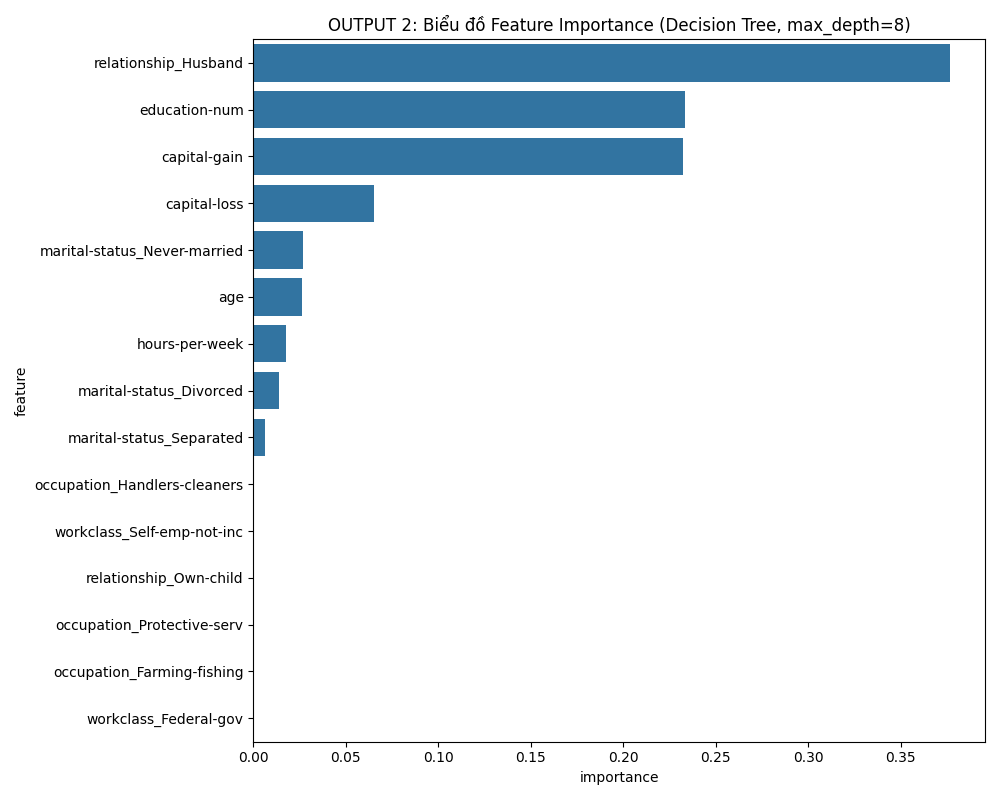 OUTPUT 2: Biểu đồ Feature Importance (Decision Tree, max_depth=8)
relationship_Husband
education-num
capital-gain
capital-loss
marital-status_Never-married
age
hours-per-week
marital-status_Divorced
marital-status_Separated
occupation_Handlers-cleaners
workclass_Self-emp-not-inc
relationship_Own-child
occupation_Protective-serv
occupation_Farming-fishing
workclass_Federal-gov
feature
0.00 0.05 0.10 0.15 0.20 0.25 0.30 0.35
importance